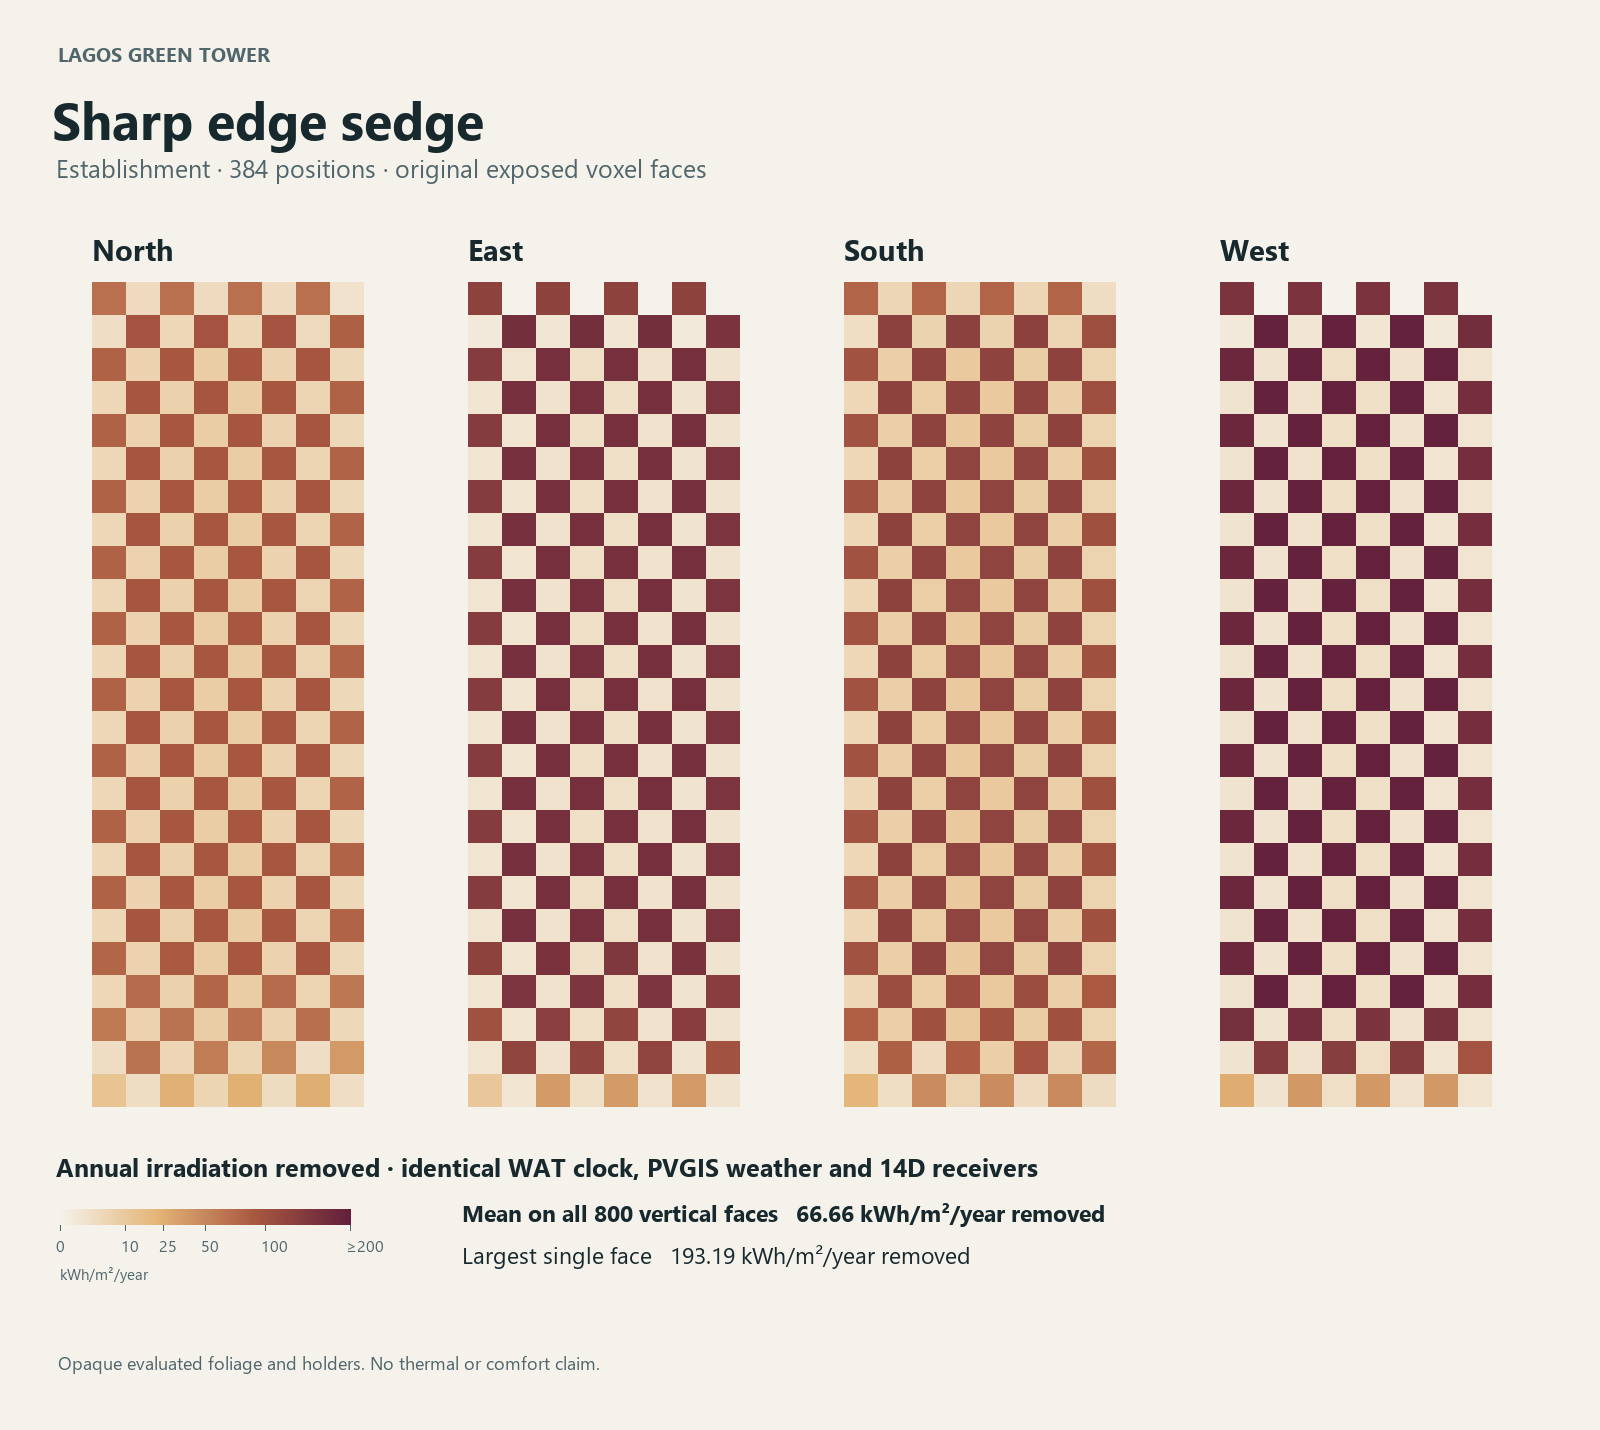 LAGOS GREEN TOWER
Sharp edge sedge
Establishment · 384 positions · original exposed voxel faces
North East South West
Annual irradiation removed · identical WAT clock, PVGIS weather and 14D receivers
Mean on all 800 vertical faces 66.66 kWh/m²/year removed
0 10 25 50 100 ≥200
Largest single face 193.19 kWh/m²/year removed
kWh/m²/year
Opaque evaluated foliage and holders. No thermal or comfort claim.